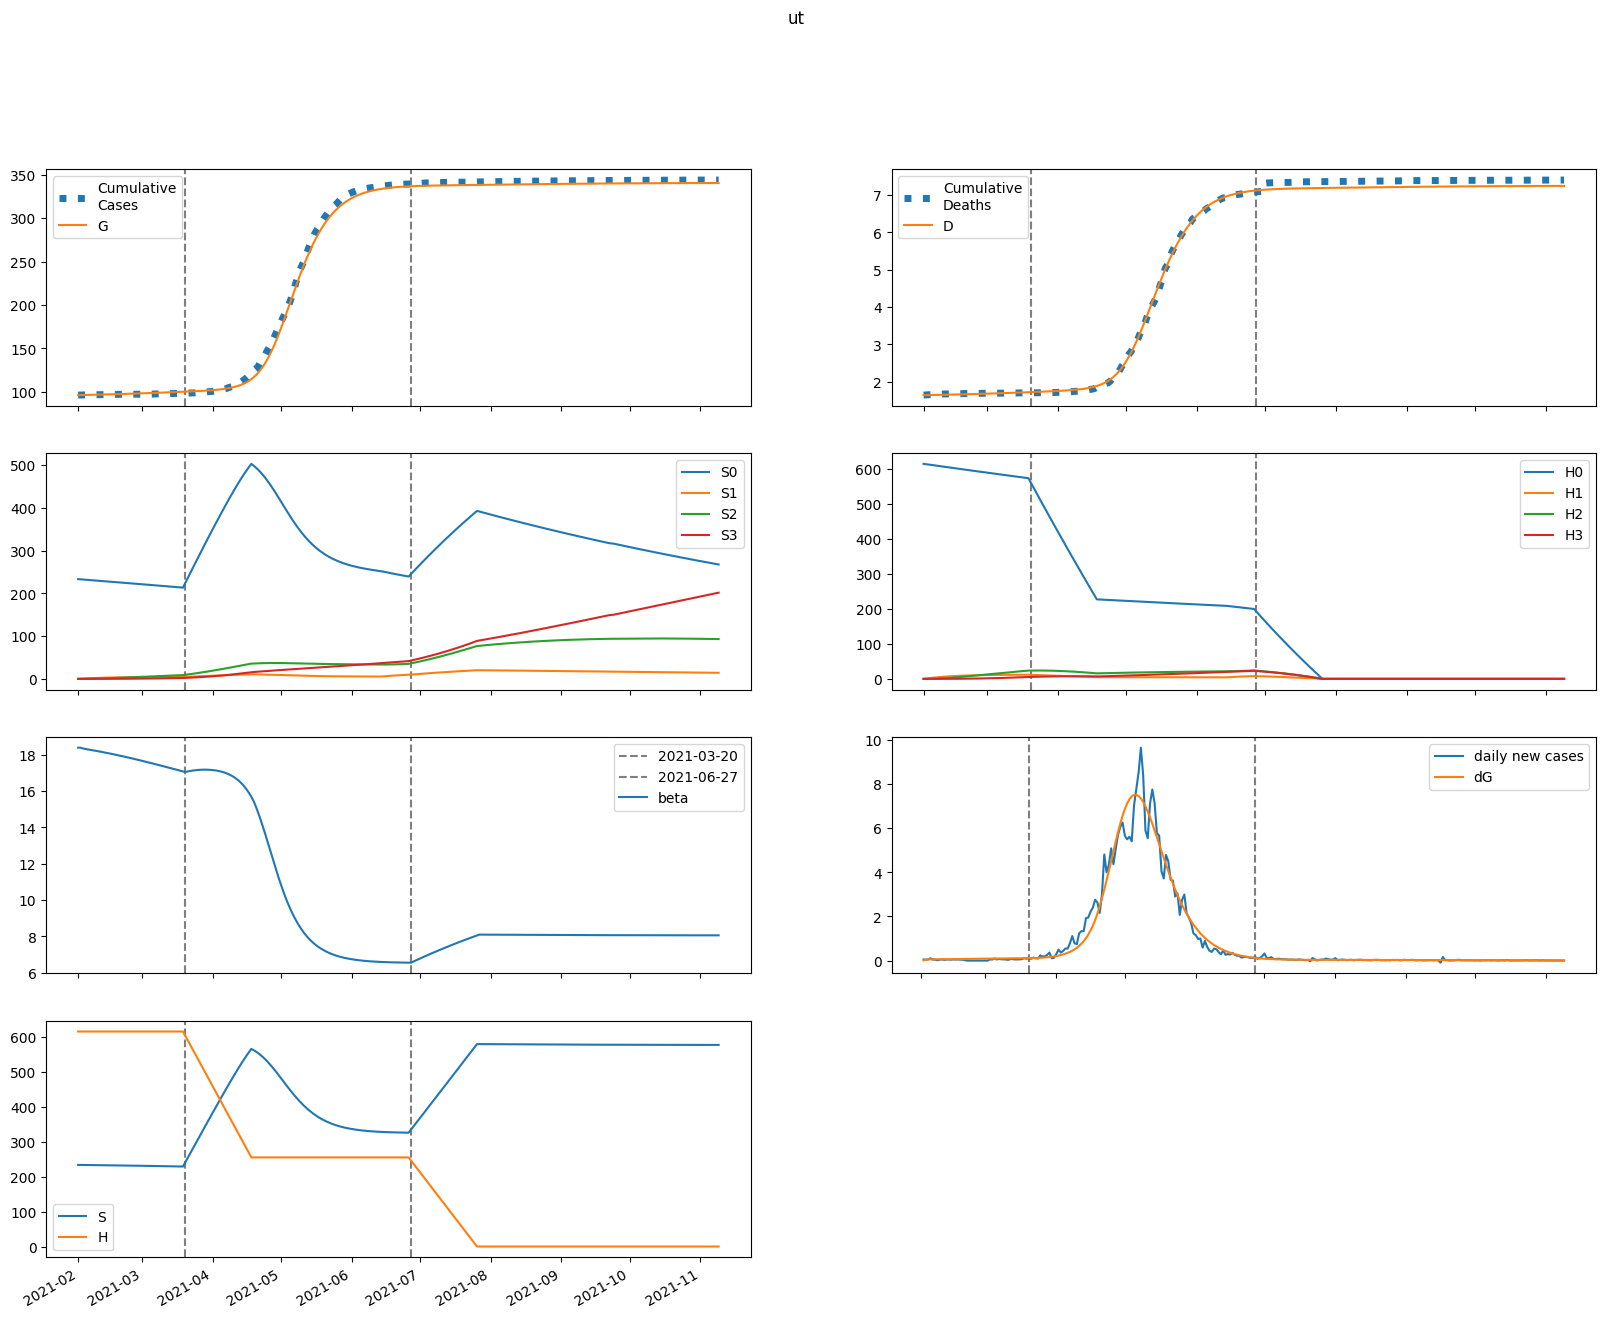 ut
350
300
250
200
150
100
Cumulative
Cases
G
7
6
5
4
3
2
Cumulative
Deaths
D
500
400
300
200
100
0
S0
S1
S2
S3
600
500
400
300
200
100
0
H0
H1
H2
H3
18
16
14
12
10
8
6
2021-03-20
2021-06-27
beta
10
8
6
4
2
0
daily new cases
dG
600
500
400
300
200
100
0
S
H
2021-02
2021-03
2021-04
2021-05
2021-06
2021-07
2021-08
2021-09
2021-10
2021-11